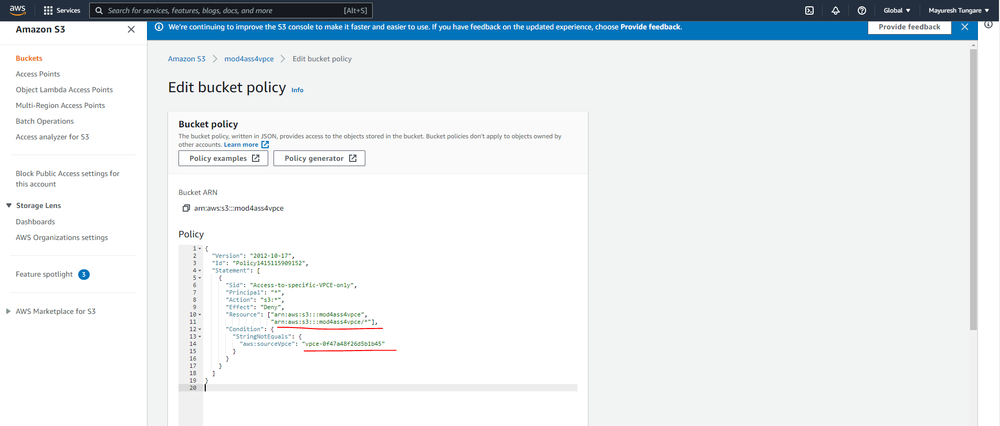 aws Services Search for services, features, blogs, docs, and more [Alt+S] Global Mayuresh Tungare
Amazon S3
We're continuing to improve the S3 console to make it faster and easier to use. If you have feedback on the updated experience, choose Provide feedback.
Provide feedback
Buckets
Access Points
Object Lambda Access Points
Multi-Region Access Points
Batch Operations
Access analyzer for S3
Block Public Access settings for
this account
Storage Lens
Dashboards
AWS Organizations settings
Feature spotlight 3
AWS Marketplace for S3
Amazon S3 mod4ass4vpce Edit bucket policy
Edit bucket policy Info
Bucket policy
The bucket policy, written in JSON, provides access to the objects stored in the bucket. Bucket policies don't apply to objects owned by
other accounts. Learn more
Policy examples Policy generator
Bucket ARN
arn:aws:s3:::mod4ass4vpce
Policy
1 {
2 "Version": "2012-10-17",
3 "Id": "Policy1415115909152",
4 "Statement": [
5 {
6 "Sid": "Access-to-specific-VPCE-only",
7 "Principal": "*",
8 "Action": "s3:*",
9 "Effect": "Deny",
10 "Resource": ["arn:aws:s3:::mod4ass4vpce",
11 "arn:aws:s3:::mod4ass4vpce/*"],
12 "Condition": {
13 "StringNotEquals": {
14 "aws:sourceVpce": "vpce-0f47a48f26d5b1b45"
15 }
16 }
17 }
18 ]
19 }
20